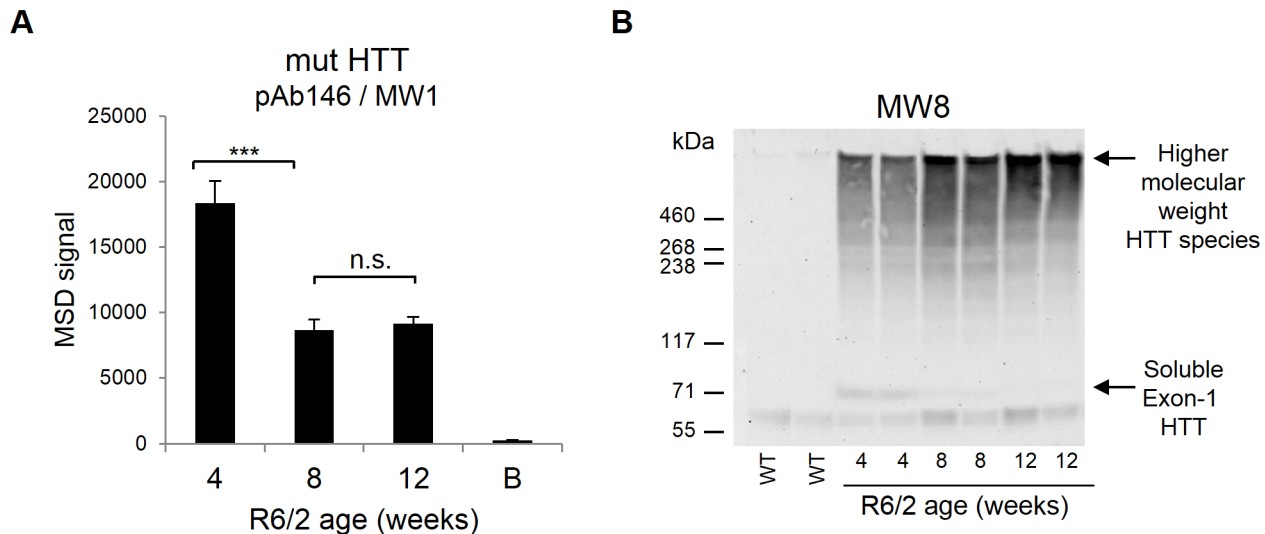 A
mut HTT
pAb146 / MW1
25000
20000
15000
10000
5000
0
MSD signal
***
n.s.
4 8 12 B
R6/2 age (weeks)
B
MW8
kDa
460
268
238
117
71
55
Higher
molecular
weight
HTT species
Soluble
Exon-1
HTT
WT WT 4 4 8 8 12 12
R6/2 age (weeks)